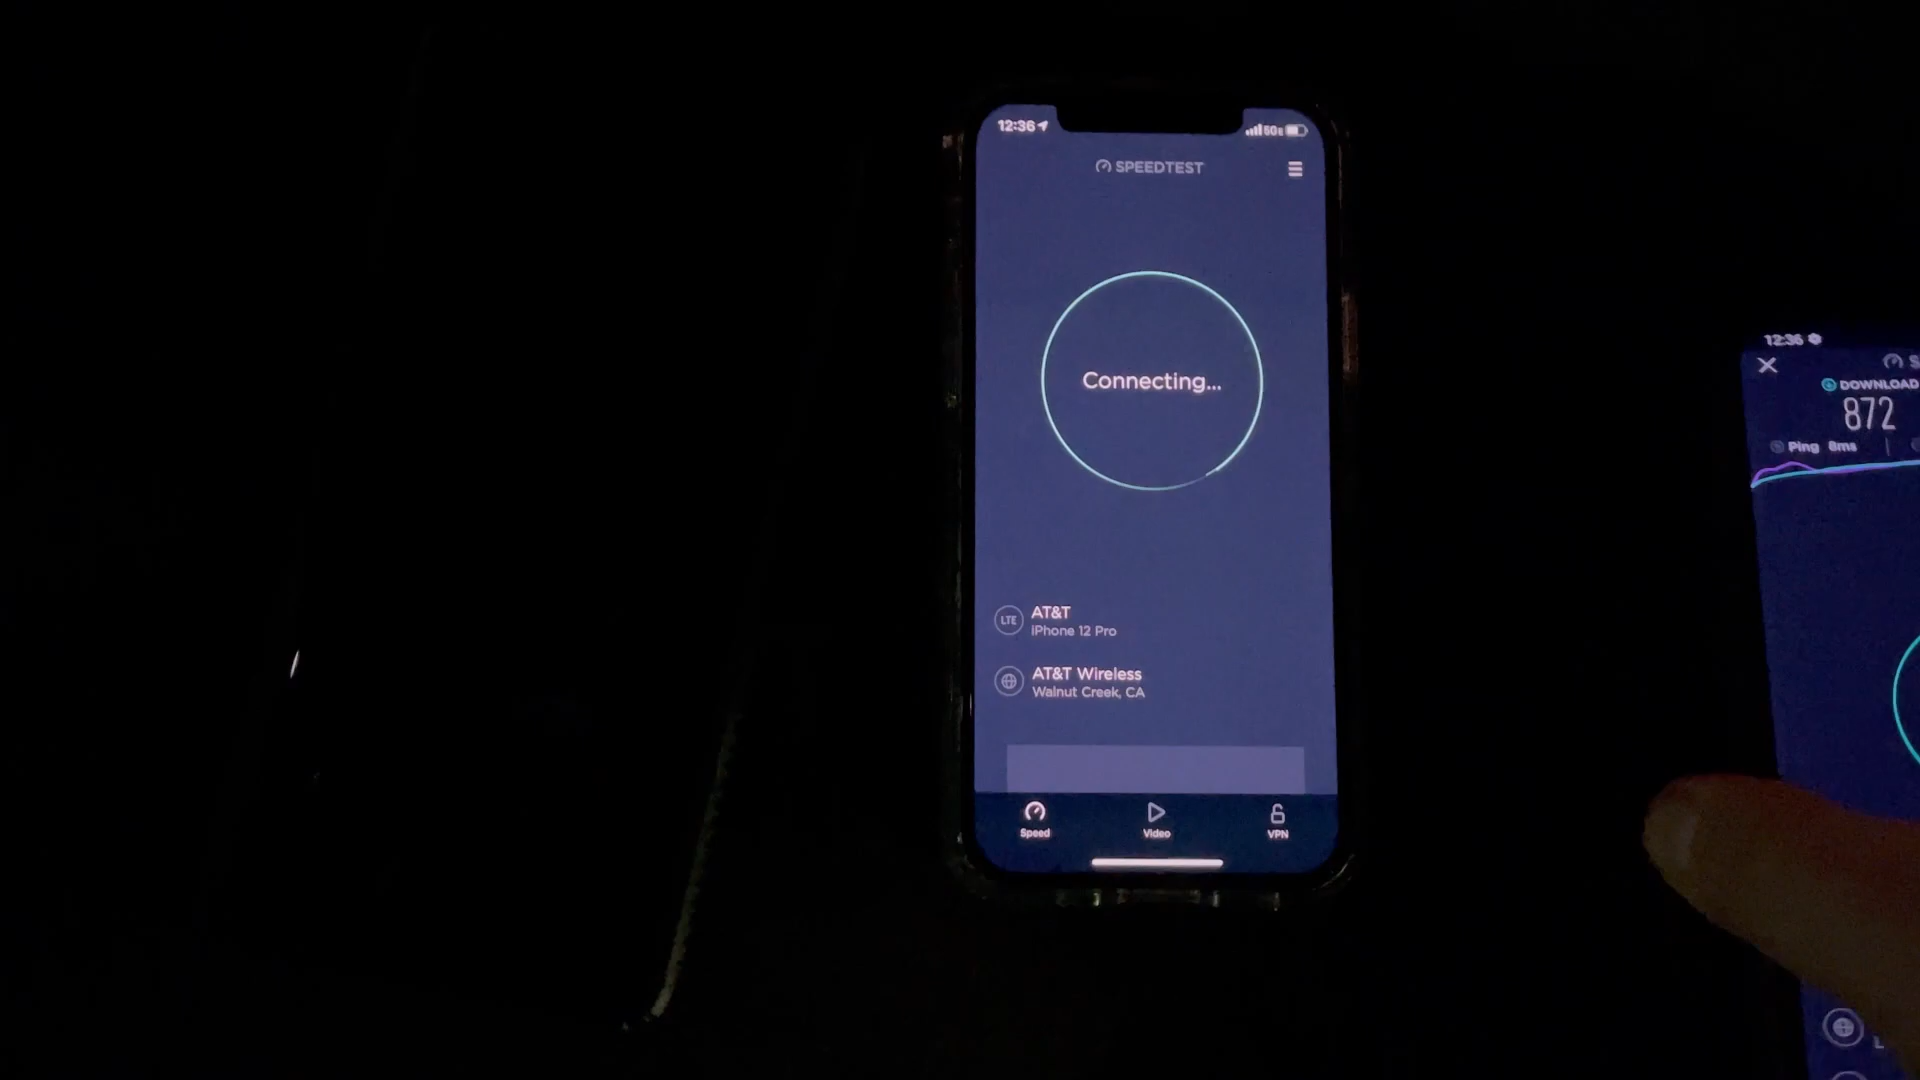 12:36
5GE
SPEEDTEST
Connecting...
LTE
AT&T
iPhone 12 Pro
AT&T Wireless
Walnut Creek, CA
Speed
Video
VPN
12:36
S
DOWNLOAD
872
Ping 8ms